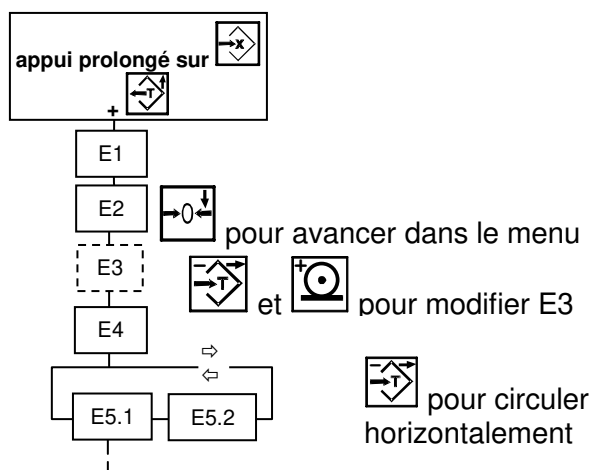 appui prolongé sur →x
←T
+
E1
E2
→0←
pour avancer dans le menu
E3
− →T et + pour modifier E3
E4
⇨
⇦
E5.1 E5.2
− →T pour circuler
horizontalement